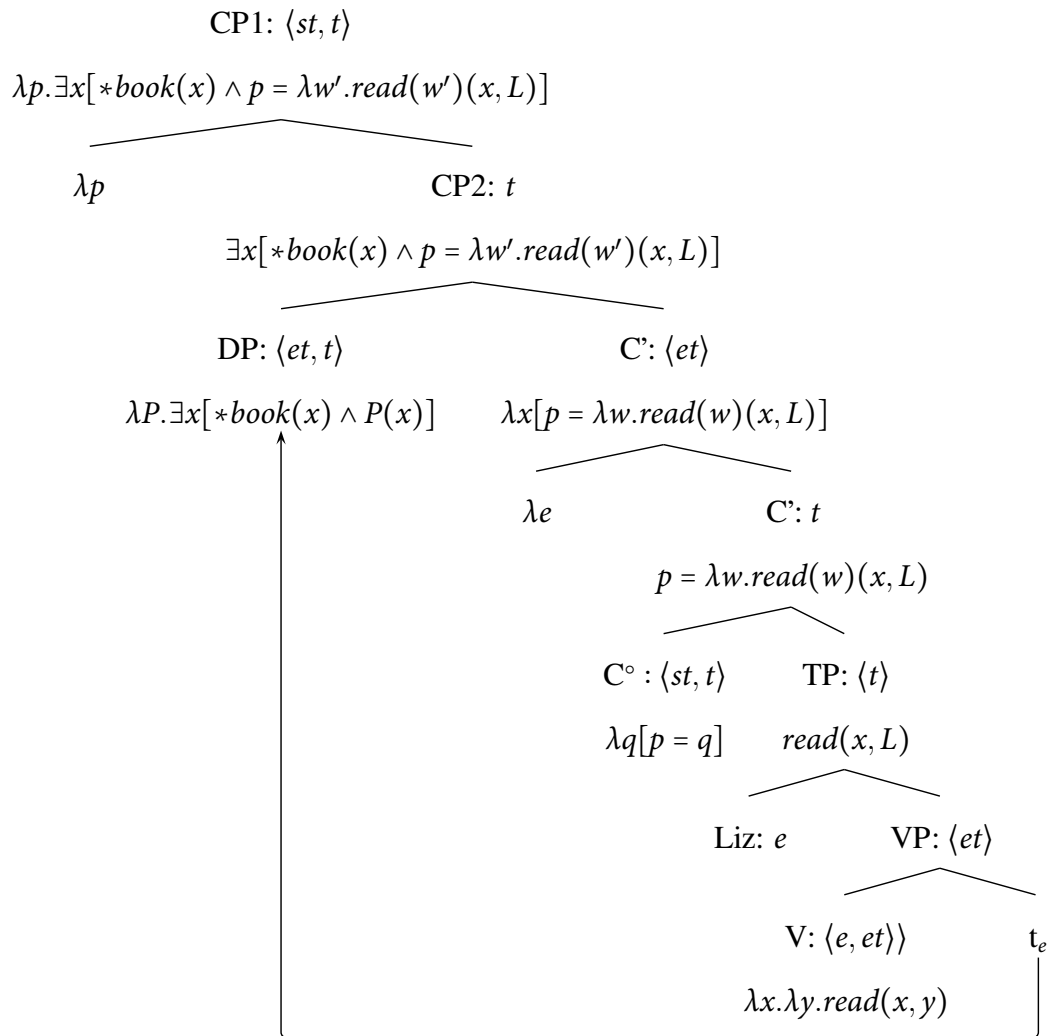 CP1: ⟨st, t⟩
λp.∃x[∗book(x) ∧ p = λw′.read(w′)(x, L)]
λp CP2: t
∃x[∗book(x) ∧ p = λw′.read(w′)(x, L)]
DP: ⟨et, t⟩ C’: ⟨et⟩
λP.∃x[∗book(x) ∧ P(x)] λx[p = λw.read(w)(x, L)]
λe C’: t
p = λw.read(w)(x, L)
C° : ⟨st, t⟩ TP: ⟨t⟩
λq[p = q] read(x, L)
Liz: e VP: ⟨et⟩
V: ⟨e, et⟩⟩ tₑ
λx.λy.read(x, y)